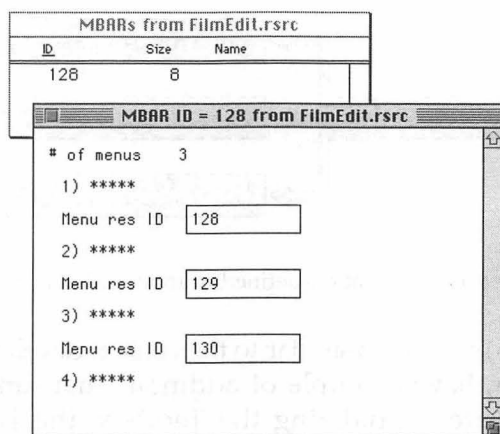 MBARs from FilmEdit.rsrc
ID Size Name
128 8
MBAR ID = 128 from FilmEdit.rsrc
# of menus 3
1) *****
Menu res ID 128
2) *****
Menu res ID 129
3) *****
Menu res ID 130
4) *****